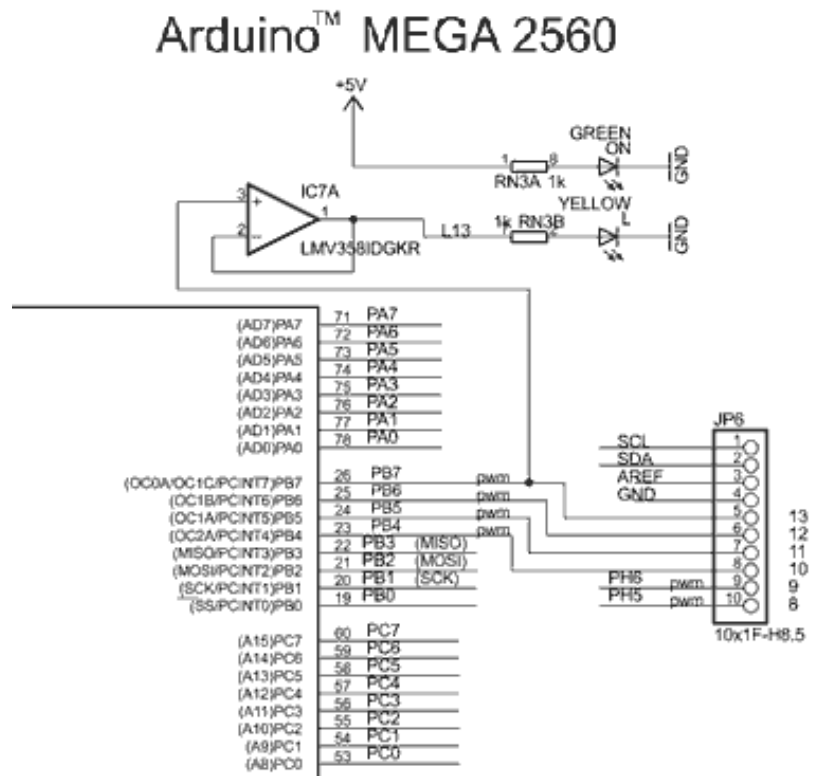 Arduino™ MEGA 2560
+5V
GREEN
ON
1 8
GND
RN3A 1k
3 IC7A
+
1
2
–
LMV358IDGKR
L13
YELLOW
L
1k RN3B
1 2
GND
(AD7)PA7 71 PA7
(AD6)PA6 72 PA6
(AD5)PA5 73 PA5
(AD4)PA4 74 PA4
(AD3)PA3 75 PA3
(AD2)PA2 76 PA2
(AD1)PA1 77 PA1
(AD0)PA0 78 PA0
(OC0A/OC1C/PCINT7)PB7 26 PB7 pwm
(OC1B/PCINT6)PB6 25 PB6 pwm
(OC1A/PCINT5)PB5 24 PB5 pwm
(OC2A/PCINT4)PB4 23 PB4 pwm
(MISO/PCINT3)PB3 22 PB3 (MISO)
(MOSI/PCINT2)PB2 21 PB2 (MOSI)
(SCK/PCINT1)PB1 20 PB1 (SCK)
(SS/PCINT0)PB0 19 PB0
(A15)PC7 60 PC7
(A14)PC6 59 PC6
(A13)PC5 58 PC5
(A12)PC4 57 PC4
(A11)PC3 56 PC3
(A10)PC2 55 PC2
(A9)PC1 54 PC1
(A8)PC0 53 PC0
JP6
SCL 1
SDA 2
AREF 3
GND 4
5 13
6 12
7 11
8 10
PH6 pwm 9 9
PH5 pwm 10 8
10x1F-H8.5